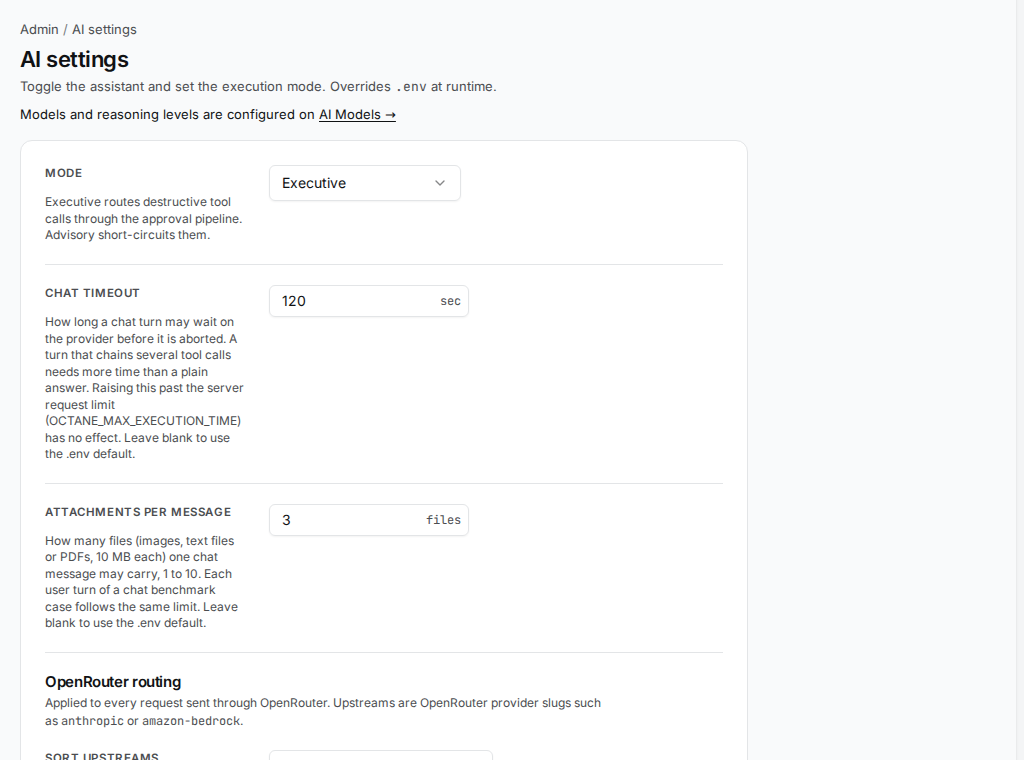 Admin / AI settings
AI settings
Toggle the assistant and set the execution mode. Overrides .env at runtime.
Models and reasoning levels are configured on AI Models →
MODE
Executive
Executive routes destructive tool
calls through the approval pipeline.
Advisory short-circuits them.
CHAT TIMEOUT
120 sec
How long a chat turn may wait on
the provider before it is aborted. A
turn that chains several tool calls
needs more time than a plain
answer. Raising this past the server
request limit
(OCTANE_MAX_EXECUTION_TIME)
has no effect. Leave blank to use
the .env default.
ATTACHMENTS PER MESSAGE
3 files
How many files (images, text files
or PDFs, 10 MB each) one chat
message may carry, 1 to 10. Each
user turn of a chat benchmark
case follows the same limit. Leave
blank to use the .env default.
OpenRouter routing
Applied to every request sent through OpenRouter. Upstreams are OpenRouter provider slugs such
as anthropic or amazon-bedrock.
SORT UPSTREAMS